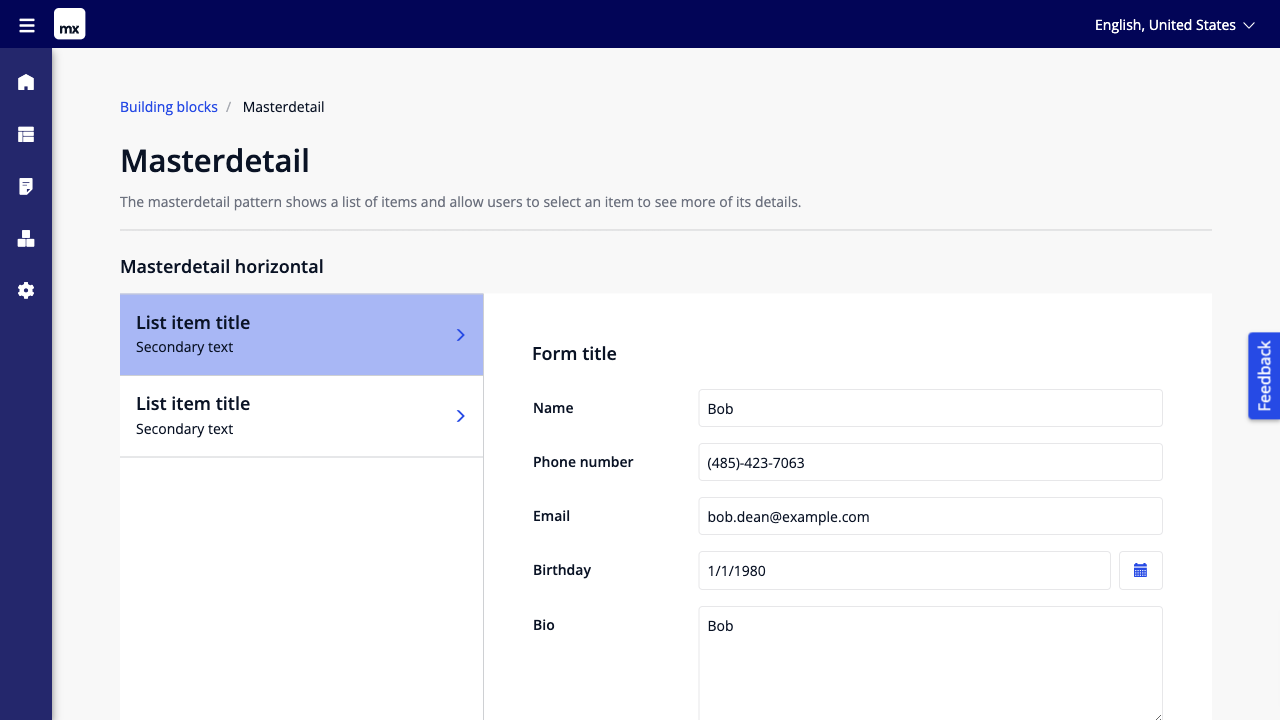 mx
English, United States
Building blocks / Masterdetail
Masterdetail
The masterdetail pattern shows a list of items and allow users to select an item to see more of its details.
Masterdetail horizontal
List item title
Secondary text
List item title
Secondary text
Form title
Name
Bob
Phone number
(485)-423-7063
Email
bob.dean@example.com
Birthday
1/1/1980
Bio
Bob
Feedback